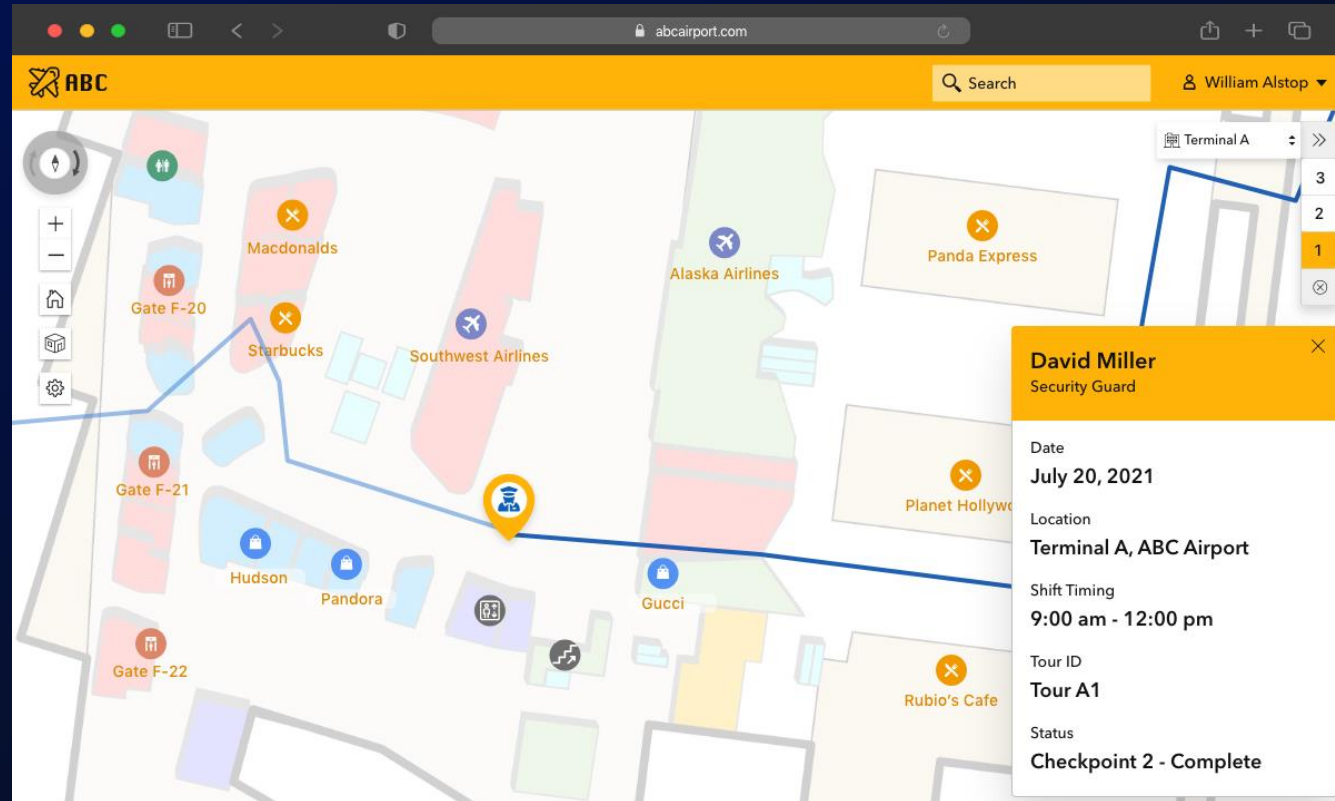 abcairport.com
ABC
Search
William Alstop
Terminal A
3
2
1
Macdonalds
Gate F-20
Starbucks
Southwest Airlines
Alaska Airlines
Panda Express
Gate F-21
Hudson
Pandora
Gucci
Planet Hollywo
Gate F-22
Rubio's Cafe
David Miller
Security Guard
Date
July 20, 2021
Location
Terminal A, ABC Airport
Shift Timing
9:00 am - 12:00 pm
Tour ID
Tour A1
Status
Checkpoint 2 - Complete